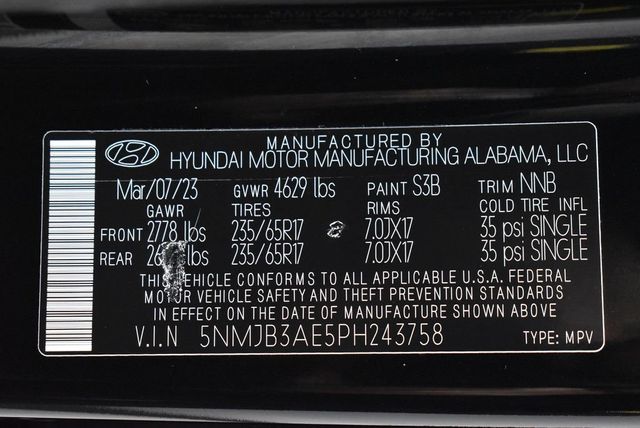 MANUFACTURED BY
HYUNDAI MOTOR MANUFACTURING ALABAMA, LLC
Mar/07/23 GVWR 4629 lbs PAINT S3B TRIM NNB
GAWR TIRES RIMS COLD TIRE INFL
FRONT 2778 lbs 235/65R17 7.0JX17 35 psi SINGLE
REAR lbs 235/65R17 7.0JX17 35 psi SINGLE
THIS VEHICLE CONFORMS TO ALL APPLICABLE U.S.A. FEDERAL
MOTOR VEHICLE SAFETY AND THEFT PREVENTION STANDARDS
IN EFFECT ON THE DATE OF MANUFACTURE SHOWN ABOVE
V.I.N 5NMJB3AE5PH243758 TYPE: MPV